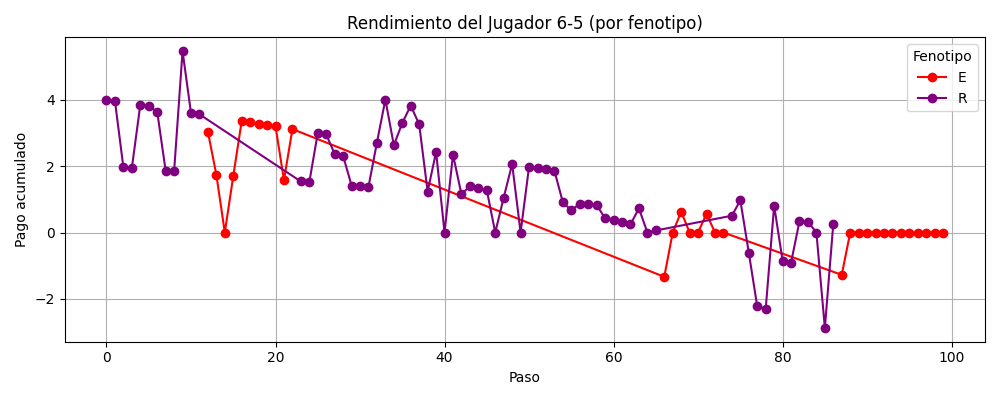 Rendimiento del Jugador 6-5 (por fenotipo)
Fenotipo
E
R
Pago acumulado
4
2
0
−2
0 20 40 60 80 100
Paso